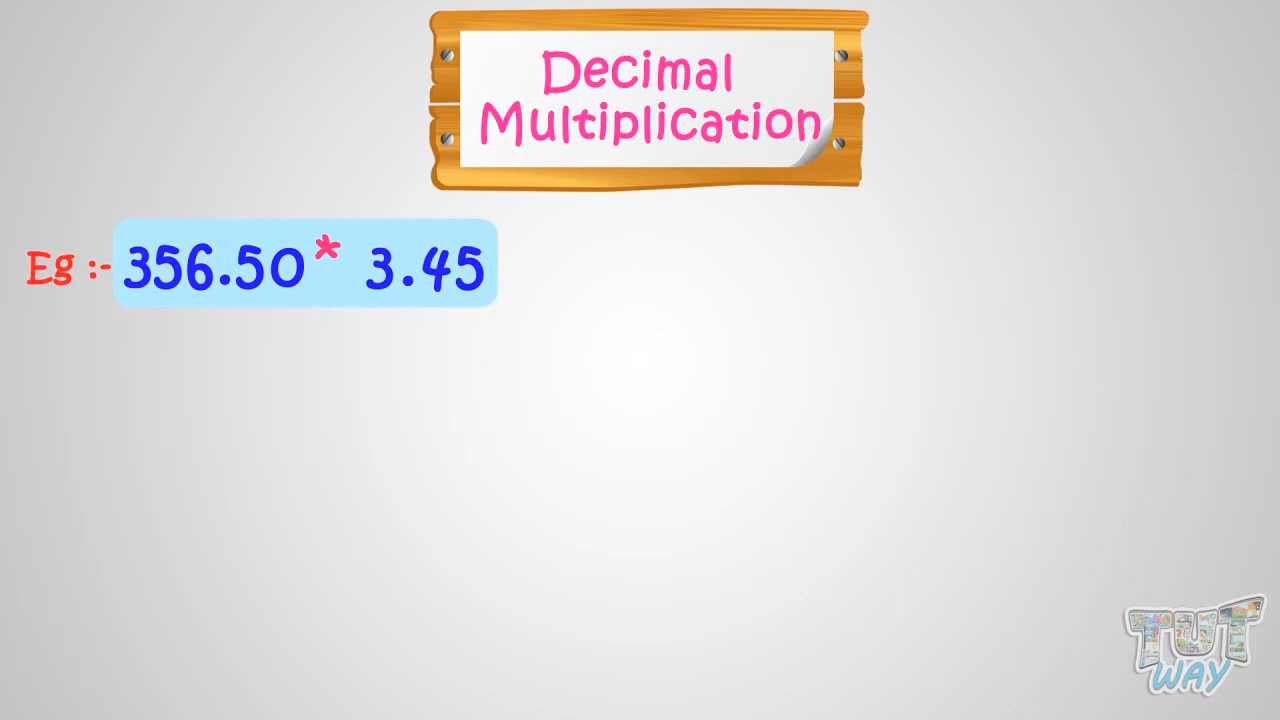 Decimal
Multiplication
Eg :- 356.50 * 3.45
TUT
WAY